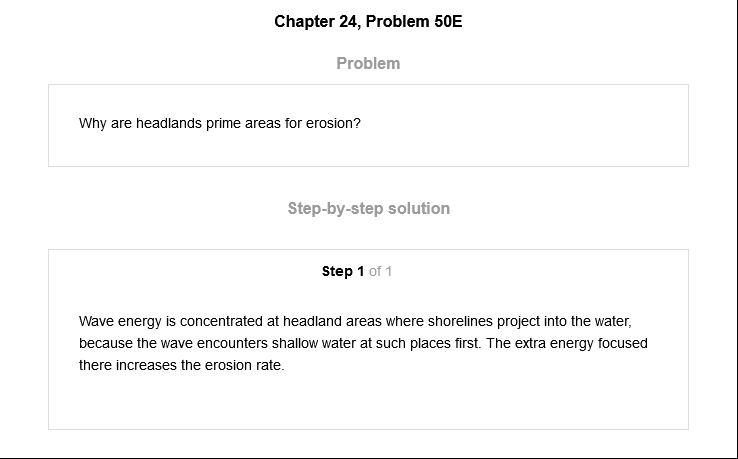 Chapter 24, Problem 50E
Problem
Why are headlands prime areas for erosion?
Step-by-step solution
Step 1 of 1
Wave energy is concentrated at headland areas where shorelines project into the water,
because the wave encounters shallow water at such places first. The extra energy focused
there increases the erosion rate.